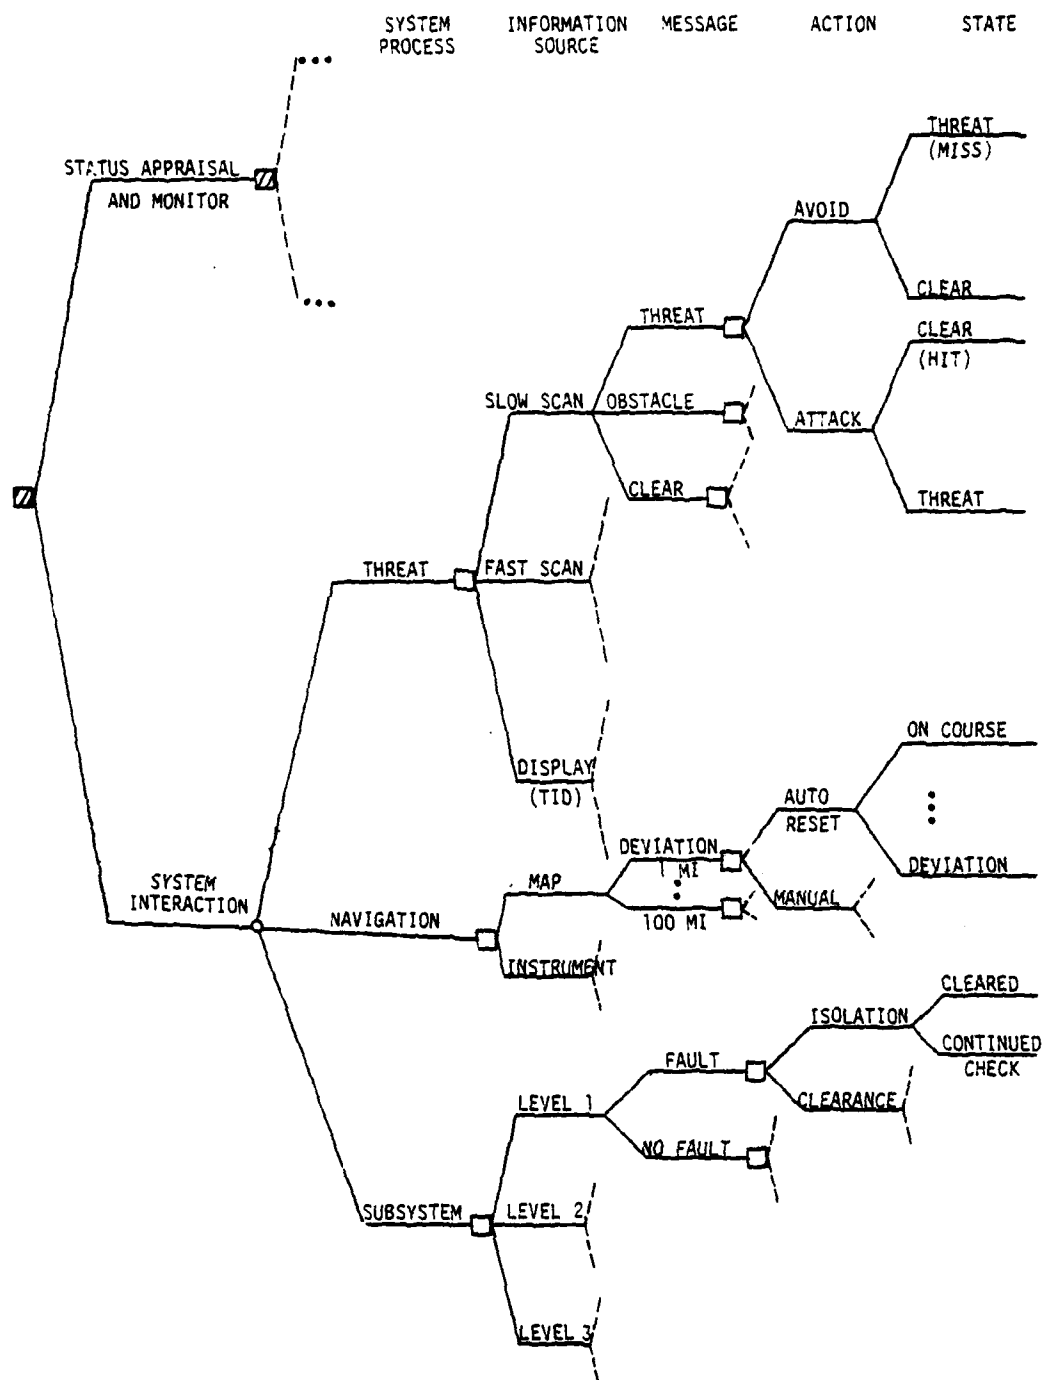 SYSTEM PROCESS
INFORMATION SOURCE
MESSAGE
ACTION
STATE
STATUS APPRAISAL
AND MONITOR
THREAT
(MISS)
AVOID
CLEAR
THREAT
CLEAR
(HIT)
SLOW SCAN
OBSTACLE
ATTACK
CLEAR
THREAT
THREAT
FAST SCAN
DISPLAY
(TID)
ON COURSE
AUTO
RESET
DEVIATION
1 MI
DEVIATION
SYSTEM
INTERACTION
MAP
MANUAL
NAVIGATION
100 MI
INSTRUMENT
CLEARED
ISOLATION
CONTINUED
CHECK
FAULT
LEVEL 1
CLEARANCE
NO FAULT
SUBSYSTEM
LEVEL 2
LEVEL 3